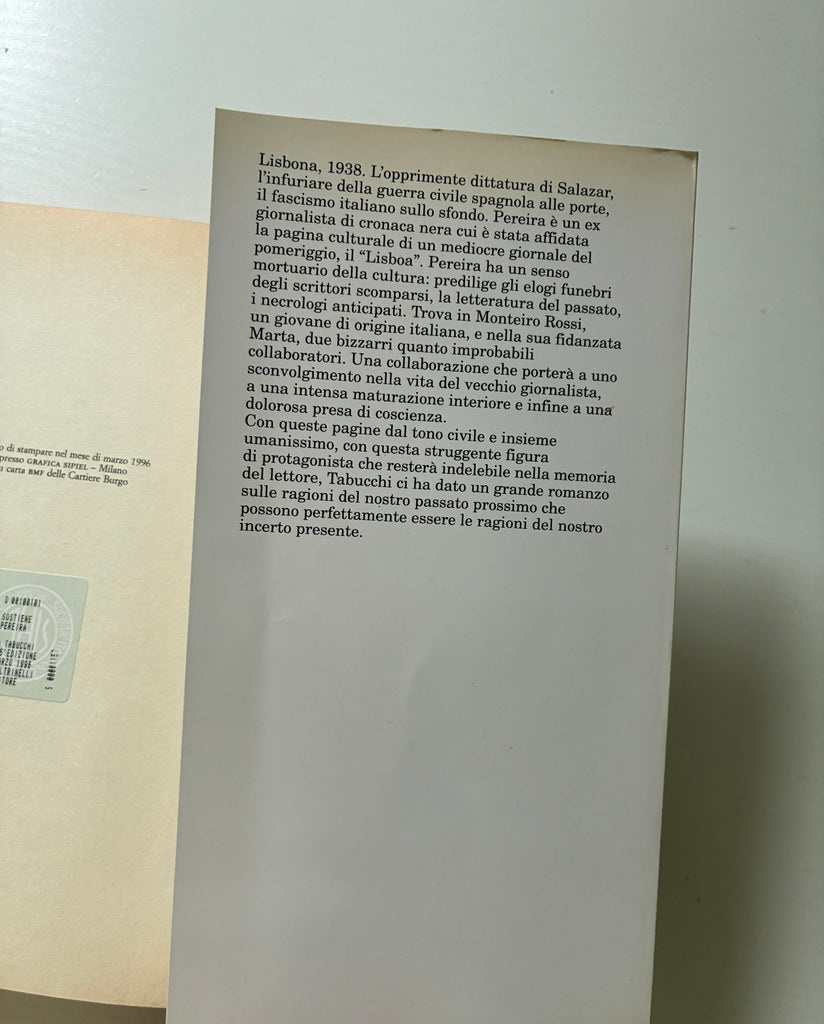 Lisbona, 1938. L'opprimente dittatura di Salazar,
l'infuriare della guerra civile spagnola alle porte,
il fascismo italiano sullo sfondo. Pereira è un ex
giornalista di cronaca nera cui è stata affidata
la pagina culturale di un mediocre giornale del
pomeriggio, il “Lisboa”. Pereira ha un senso
mortuario della cultura: predilige gli elogi funebri
degli scrittori scomparsi, la letteratura del passato,
i necrologi anticipati. Trova in Monteiro Rossi,
un giovane di origine italiana, e nella sua fidanzata
Marta, due bizzarri quanto improbabili
collaboratori. Una collaborazione che porterà a uno
sconvolgimento nella vita del vecchio giornalista,
a una intensa maturazione interiore e infine a una
dolorosa presa di coscienza.
Con queste pagine dal tono civile e insieme
umanissimo, con questa struggente figura
di protagonista che resterà indelebile nella memoria
del lettore, Tabucchi ci ha dato un grande romanzo
sulle ragioni del nostro passato prossimo che
possono perfettamente essere le ragioni del nostro
incerto presente.
o di stampare nel mese di marzo 1996
presso GRAFICA SIPIEL – Milano
carta BMF delle Cartiere Burgo
SOSTIENE
PEREIRA
TABUCCHI
EDIZIONE
LTRINELLI
TORE